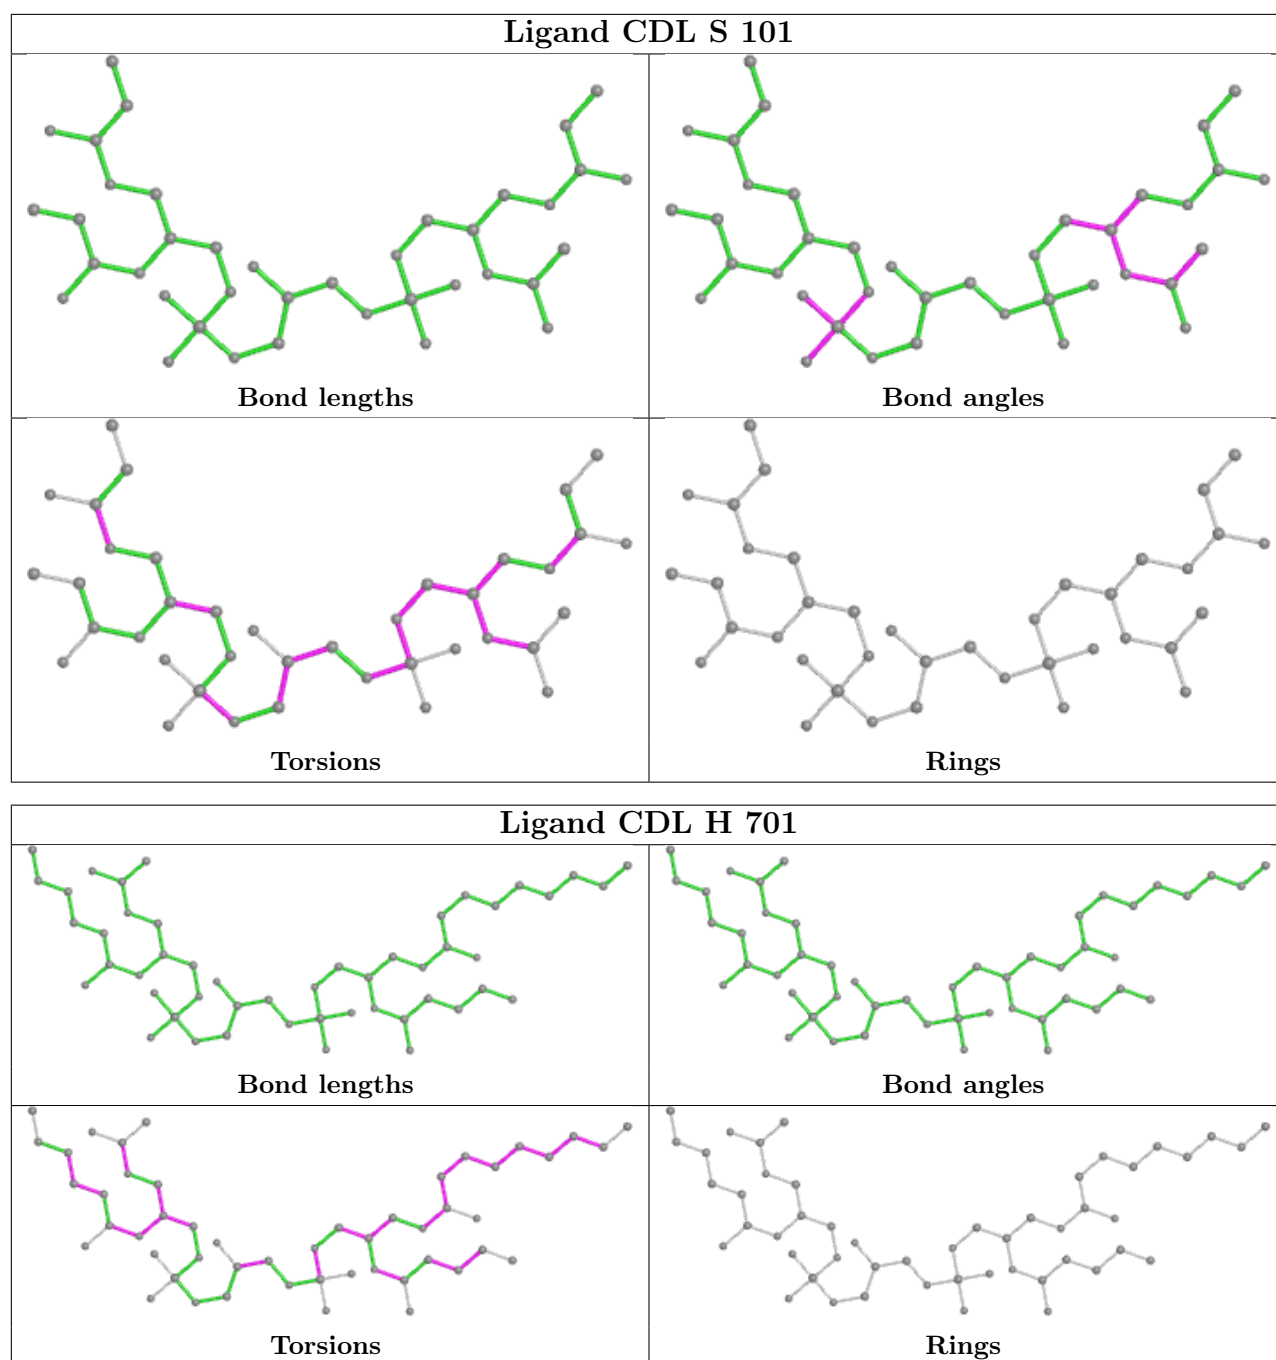 Ligand CDL S 101
Bond lengths
Bond angles
Torsions
Rings
Ligand CDL H 701
Bond lengths
Bond angles
Torsions
Rings